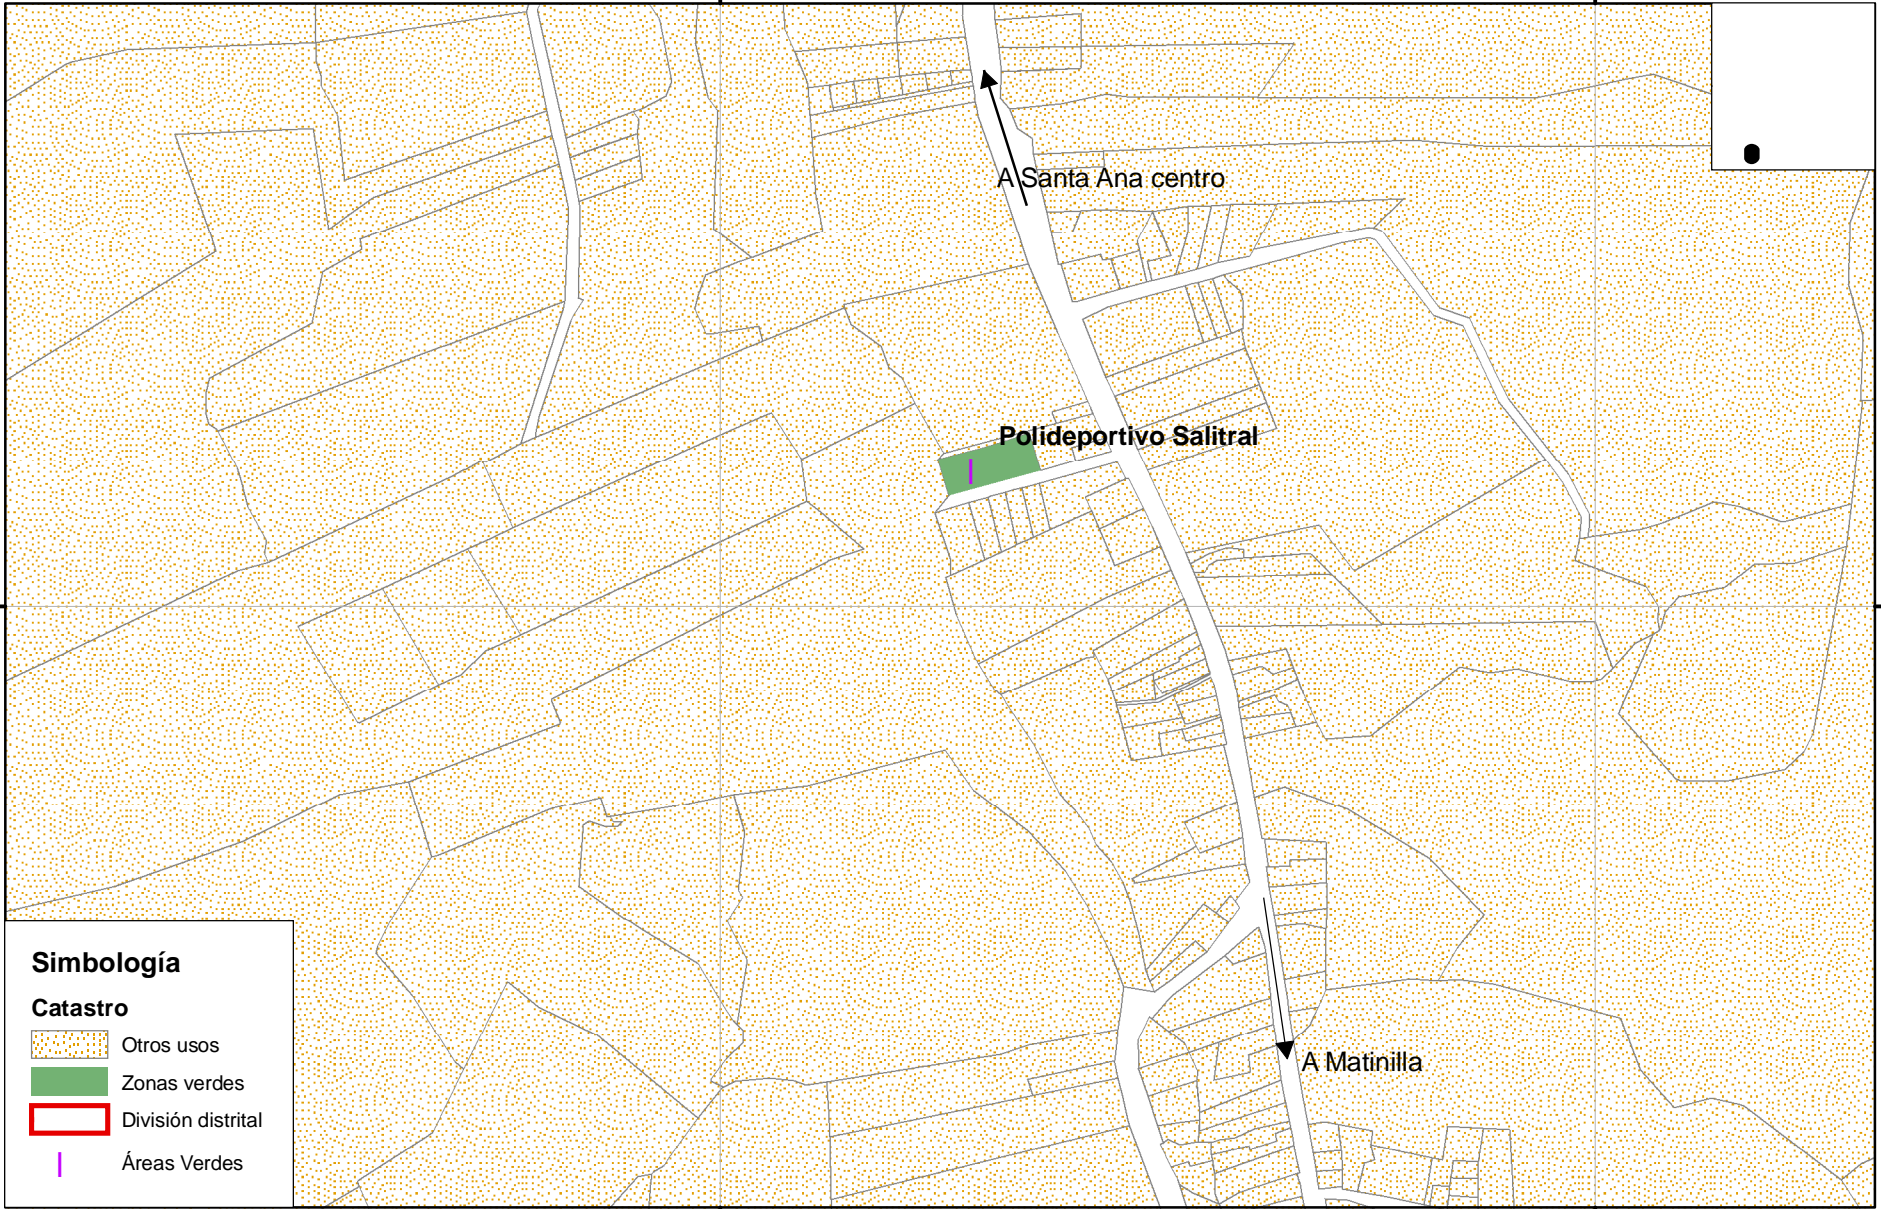 A Santa Ana centro
Polideportivo Salitral
A Matinilla
Simbología
Catastro
Otros usos
Zonas verdes
División distrital
Áreas Verdes